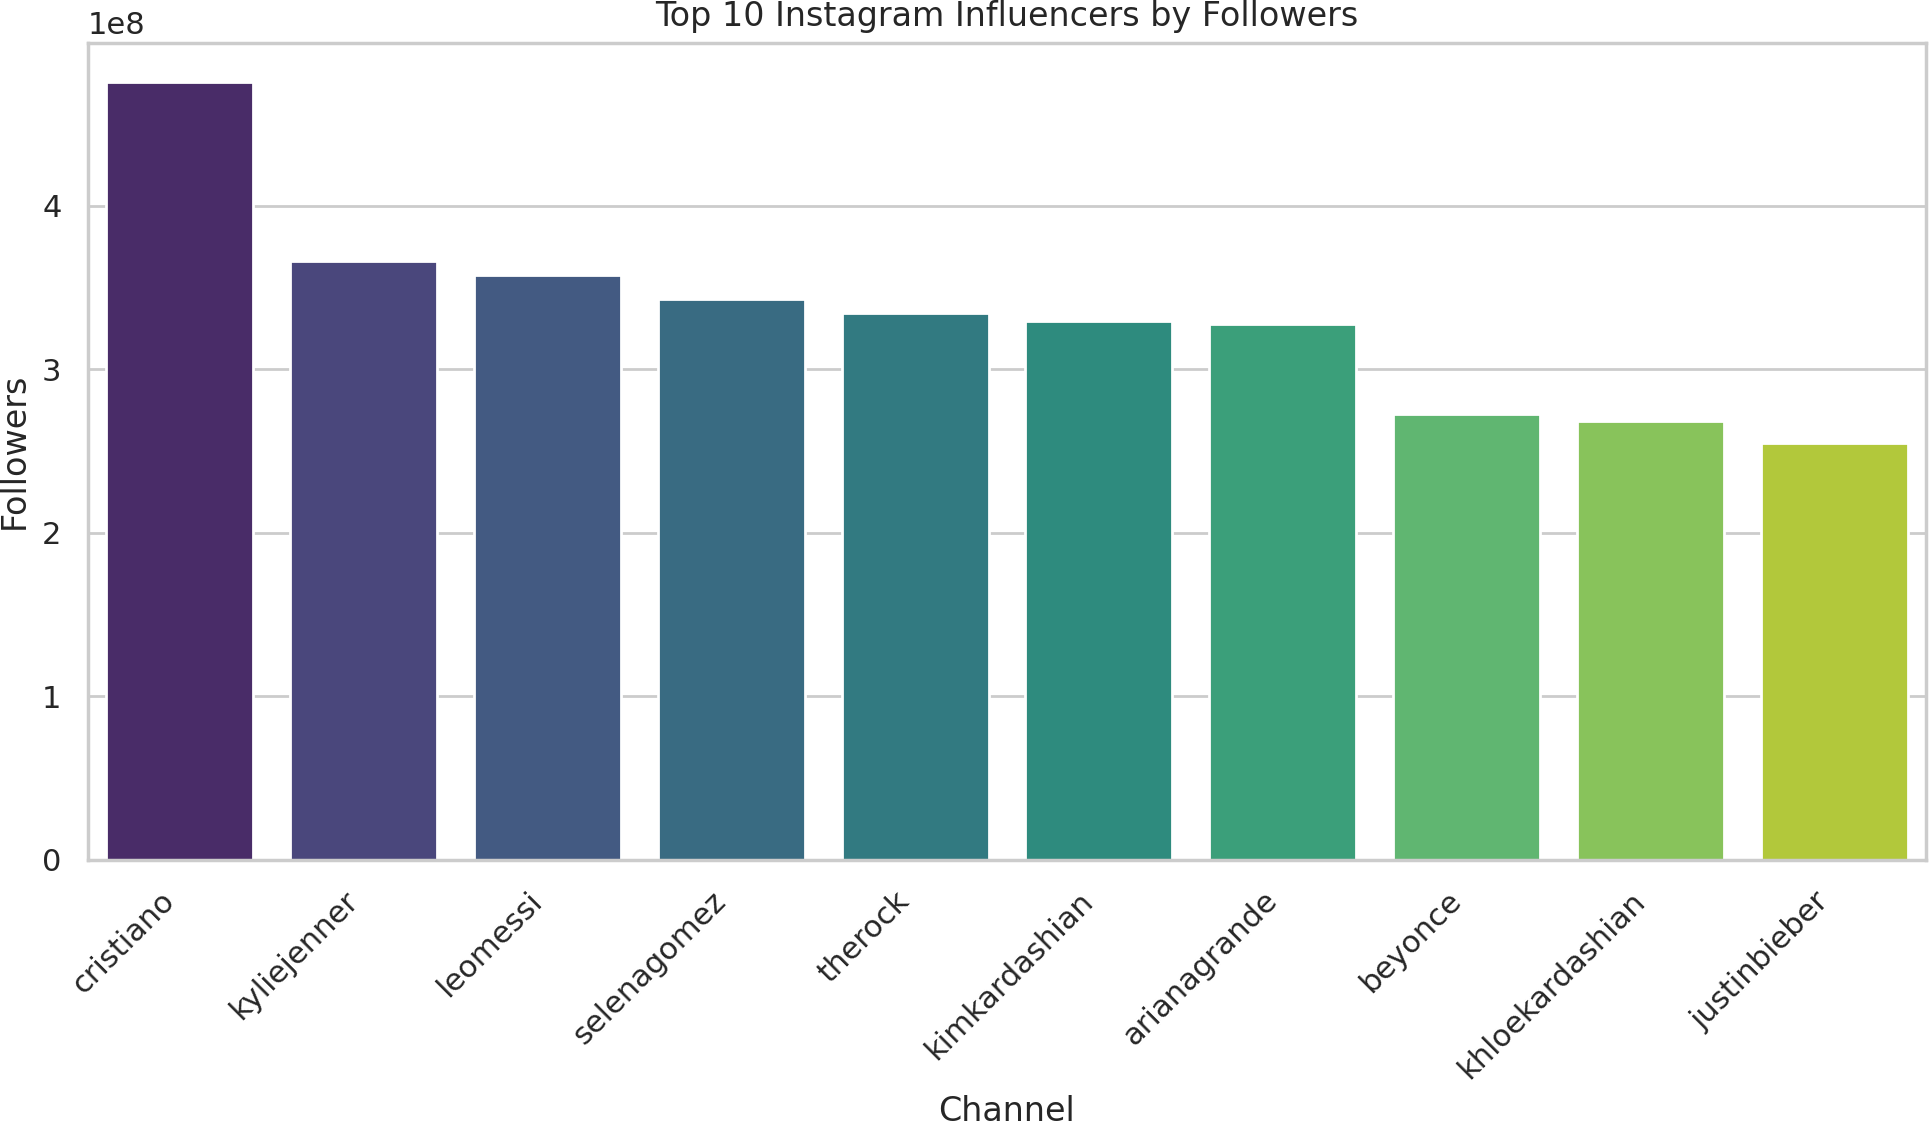 Top 10 Instagram Influencers by Followers
1e8
4
3
2
1
0
Followers
cristiano
kyliejenner
leomessi
selenagomez
therock
kimkardashian
arianagrande
beyonce
khloekardashian
justinbieber
Channel